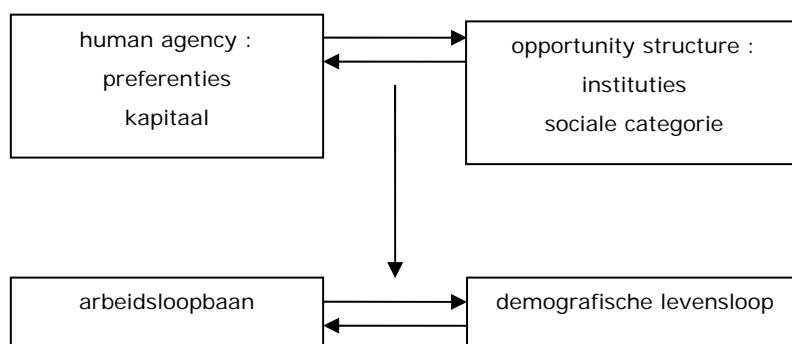 human agency :
preferenties
kapitaal
opportunity structure :
instituties
sociale categorie
arbeidsloopbaan
demografische levensloop